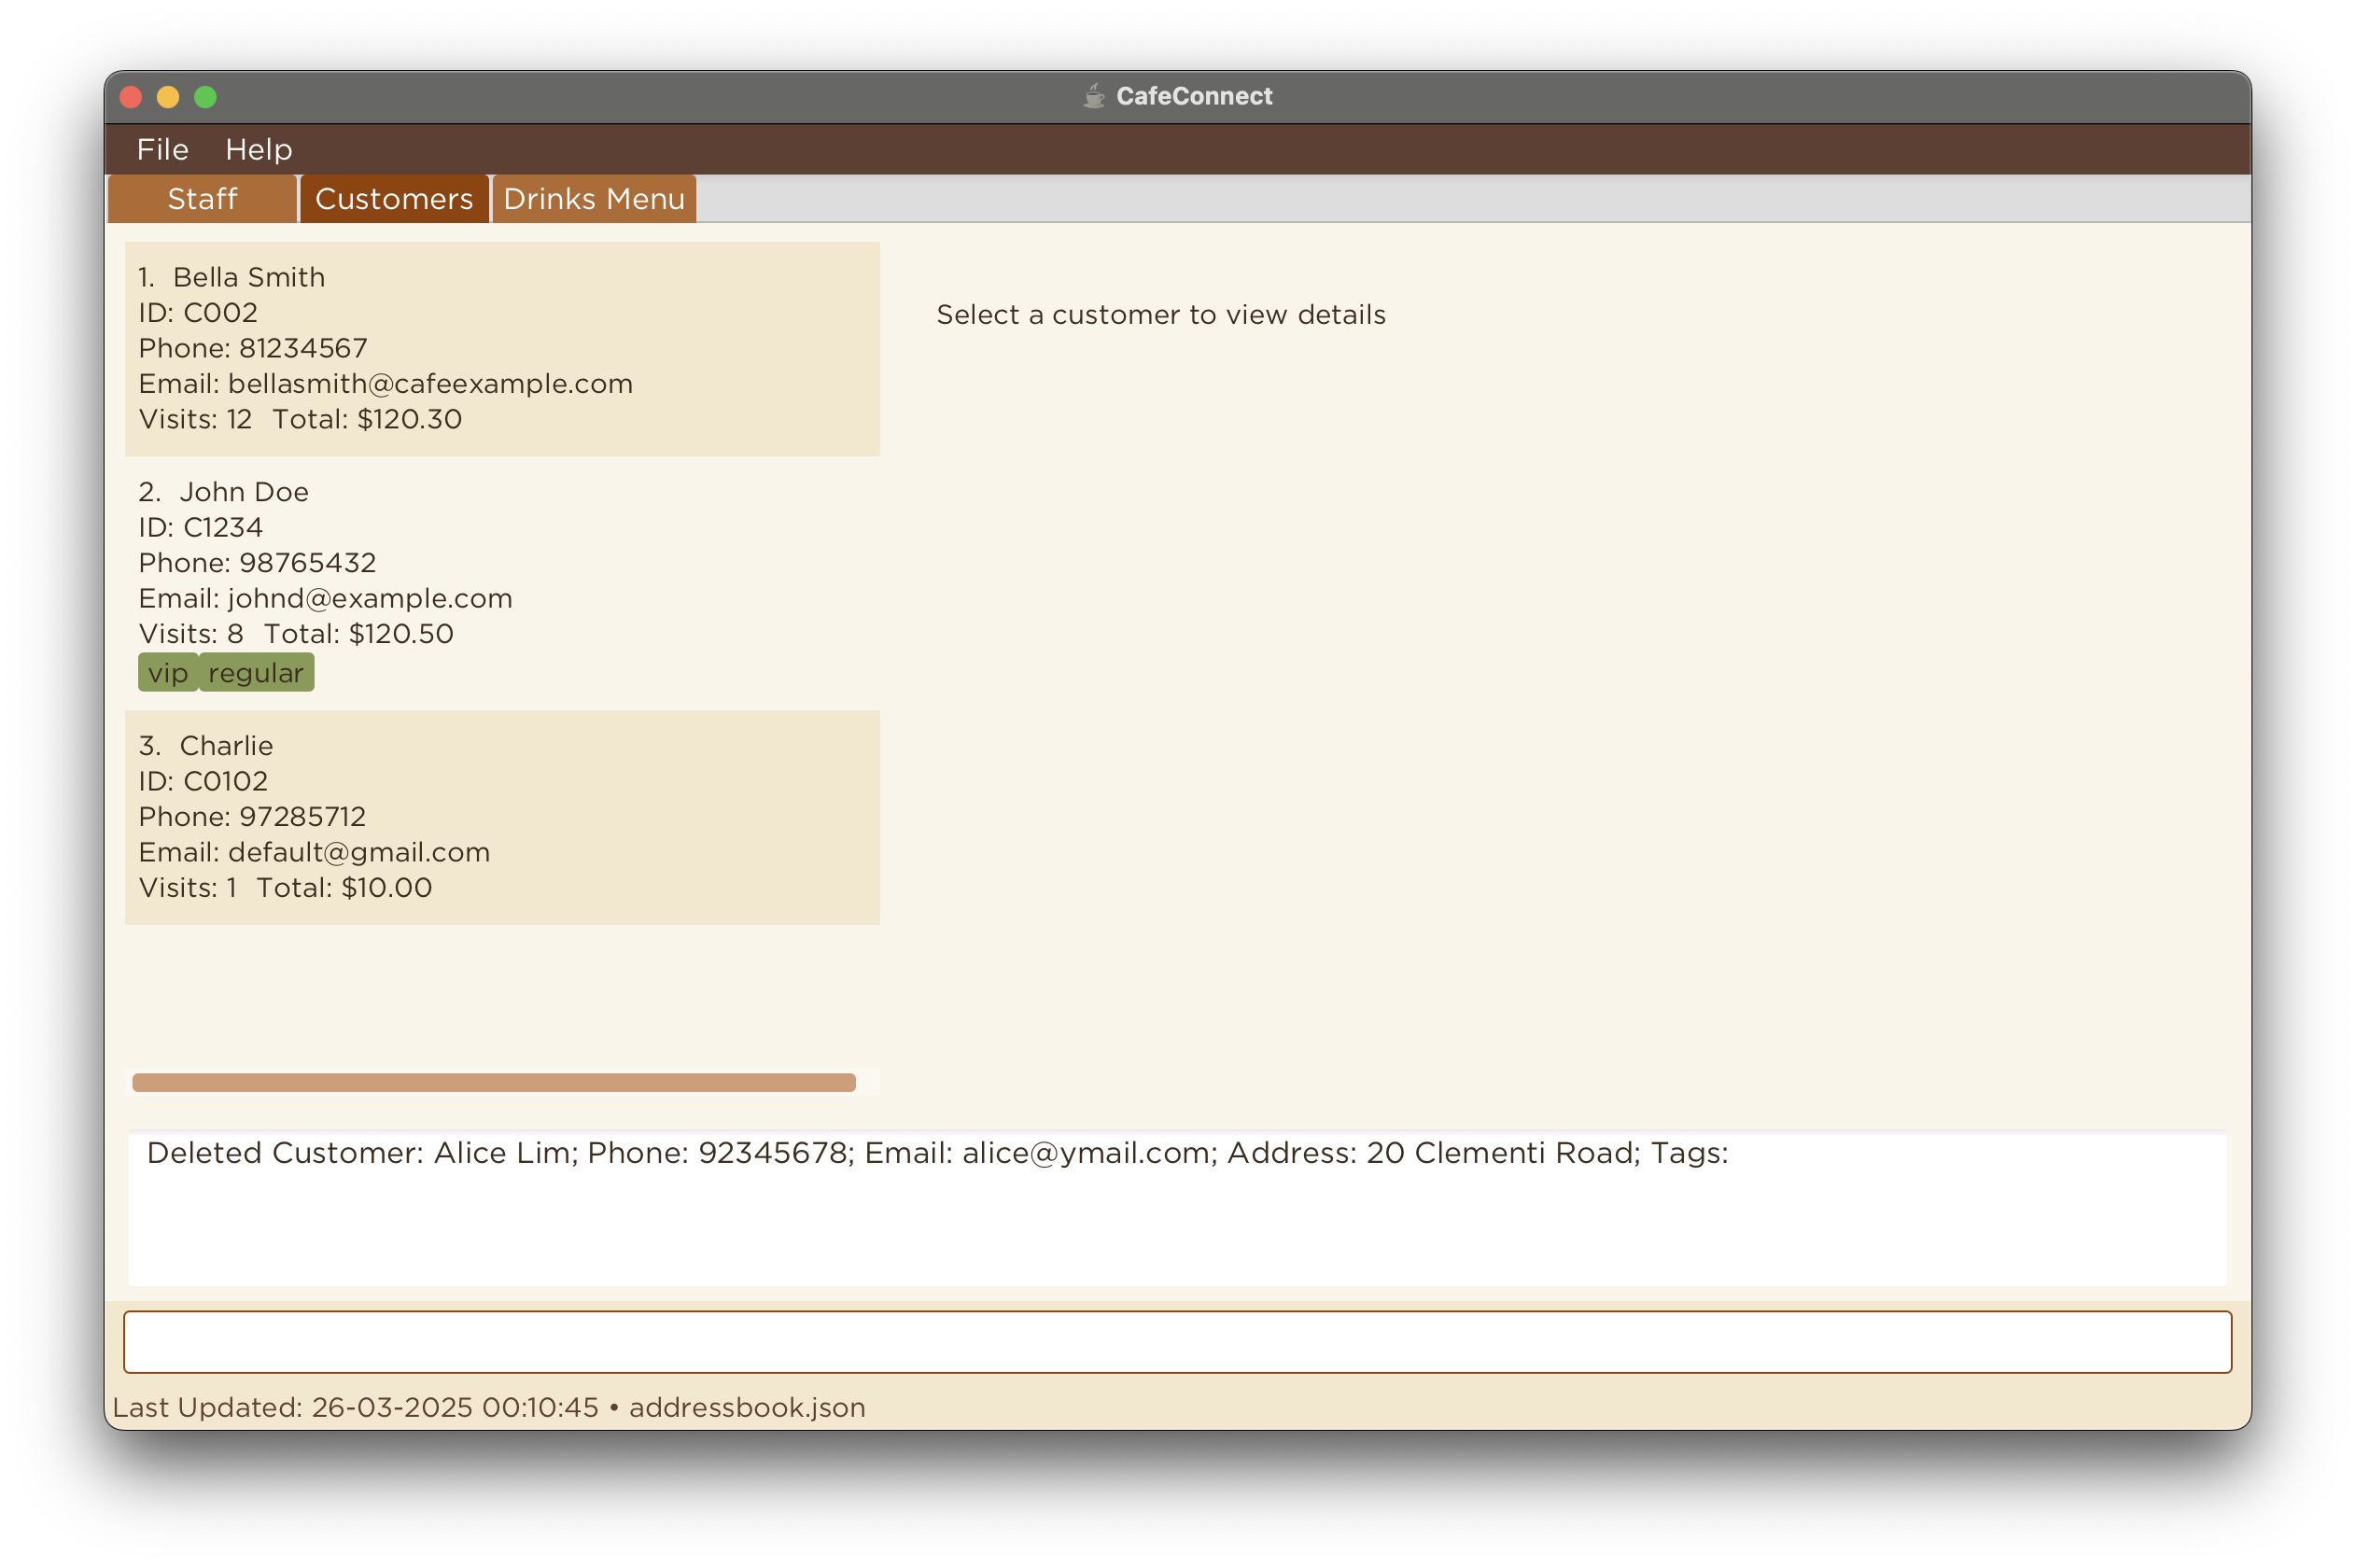 CafeConnect
File Help
Staff Customers Drinks Menu
1. Bella Smith
ID: C002
Phone: 81234567
Email: bellasmith@cafeexample.com
Visits: 12 Total: $120.30
Select a customer to view details
2. John Doe
ID: C1234
Phone: 98765432
Email: johnd@example.com
Visits: 8 Total: $120.50
vip regular
3. Charlie
ID: C0102
Phone: 97285712
Email: default@gmail.com
Visits: 1 Total: $10.00
Deleted Customer: Alice Lim; Phone: 92345678; Email: alice@ymail.com; Address: 20 Clementi Road; Tags:
Last Updated: 26-03-2025 00:10:45 • addressbook.json